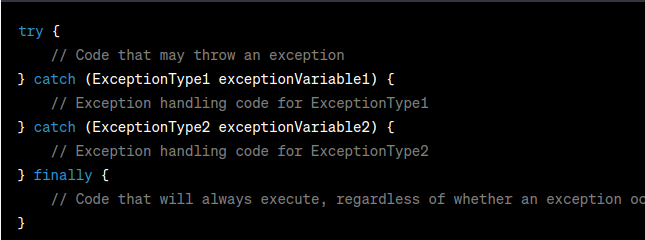 try {
// Code that may throw an exception
} catch (ExceptionType1 exceptionVariable1) {
// Exception handling code for ExceptionType1
} catch (ExceptionType2 exceptionVariable2) {
// Exception handling code for ExceptionType2
} finally {
// Code that will always execute, regardless of whether an exception
}